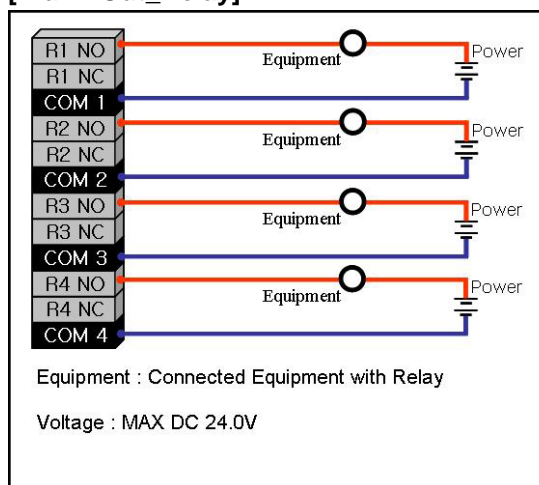 R1 NO
Equipment
Power
R1 NC
COM 1
R2 NO
Equipment
Power
R2 NC
COM 2
R3 NO
Equipment
Power
R3 NC
COM 3
R4 NO
Equipment
Power
R4 NC
COM 4
Equipment : Connected Equipment with Relay
Voltage : MAX DC 24.0V